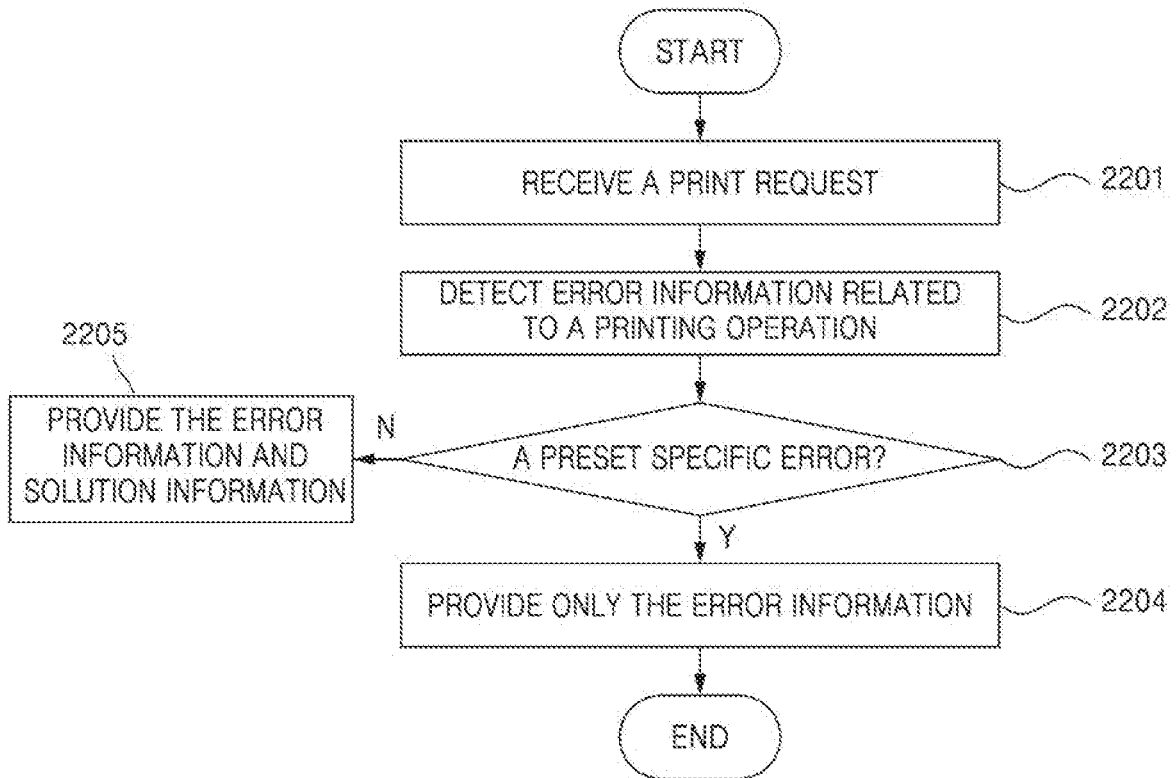 START
RECEIVE A PRINT REQUEST
2201
DETECT ERROR INFORMATION RELATED
TO A PRINTING OPERATION
2202
2205
PROVIDE THE ERROR
INFORMATION AND
SOLUTION INFORMATION
N
A PRESET SPECIFIC ERROR?
2203
Y
PROVIDE ONLY THE ERROR INFORMATION
2204
END